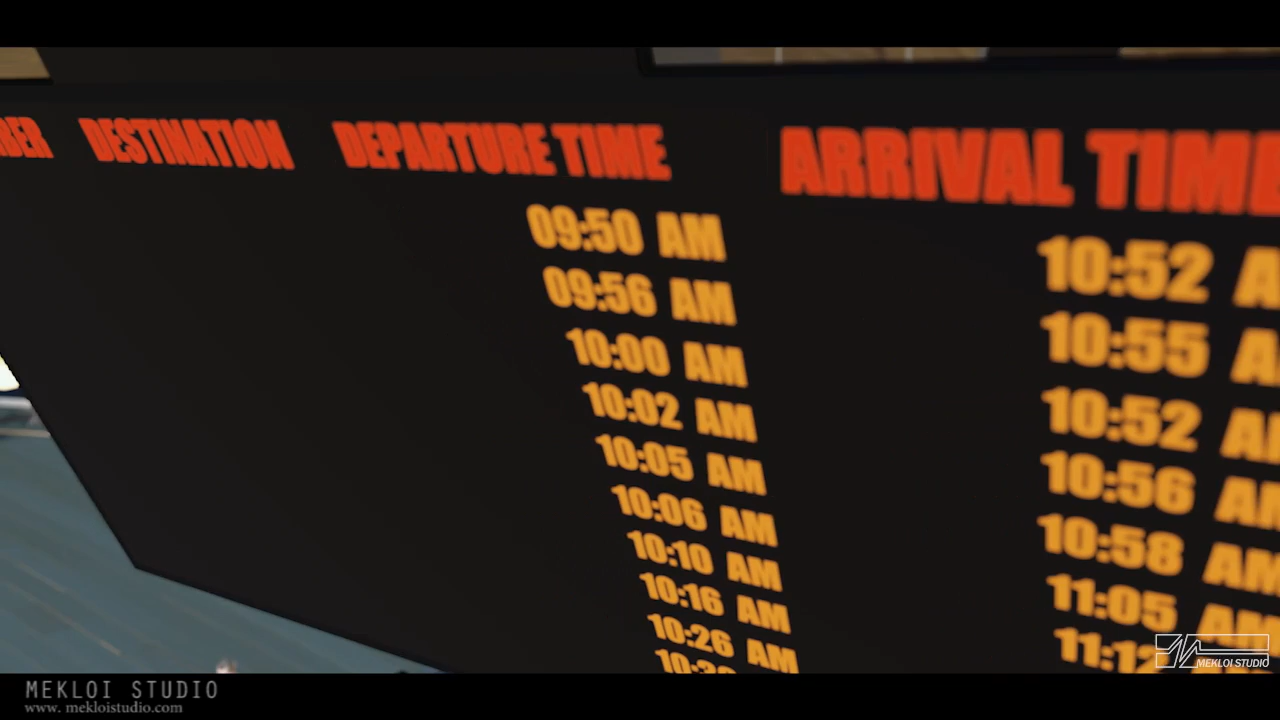 DESTINATION DEPARTURE TIME ARRIVAL TIME
09:50 AM 10:52
09:56 AM 10:55
10:00 AM 10:52
10:02 AM 10:56
10:05 AM 10:58 AM
10:06 AM 11:05 AM
10:10 AM
10:16 AM
10:26 AM
MEKLOI STUDIO
MEKLOI STUDIO
www. mekloistudio.com